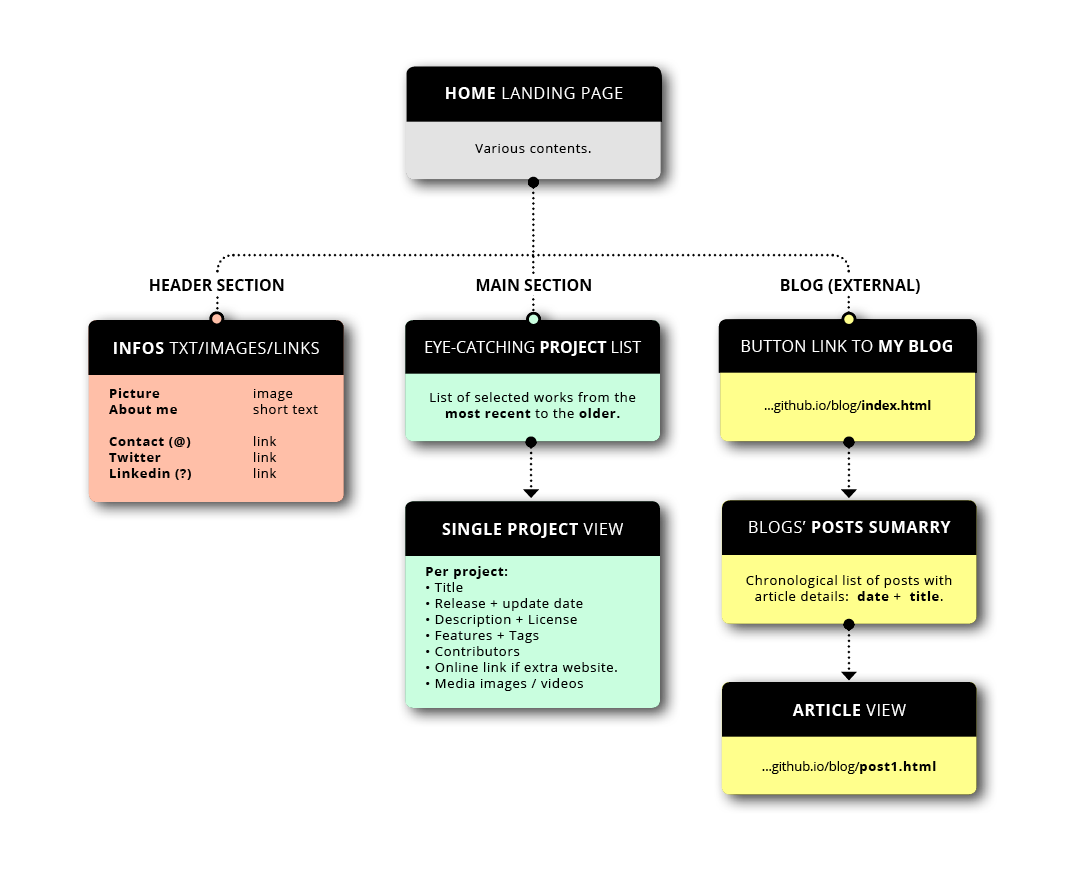 HOME LANDING PAGE
Various contents.
HEADER SECTION
INFOS TXT/IMAGES/LINKS
Picture image
About me short text
Contact (@) link
Twitter link
Linkedin (?) link
MAIN SECTION
EYE-CATCHING PROJECT LIST
List of selected works from the
most recent to the older.
SINGLE PROJECT VIEW
Per project:
• Title
• Release + update date
• Description + License
• Features + Tags
• Contributors
• Online link if extra website.
• Media images / videos
BLOG (EXTERNAL)
BUTTON LINK TO MY BLOG
...github.io/blog/index.html
BLOGS’ POSTS SUMARRY
Chronological list of posts with
article details: date + title.
ARTICLE VIEW
...github.io/blog/post1.html